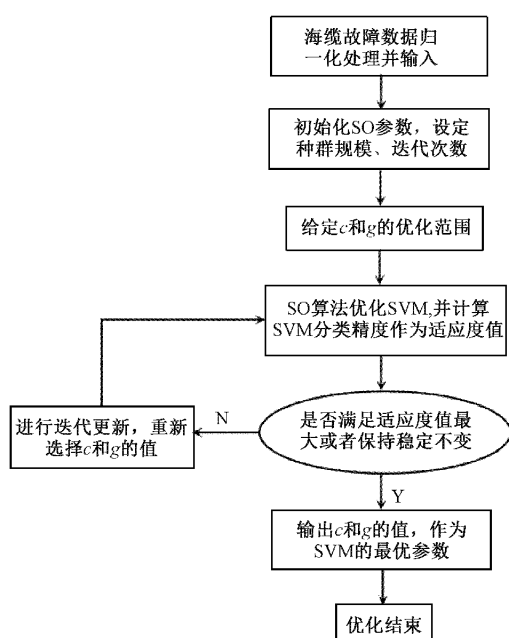 海缆故障数据归
一化处理并输入
初始化SO参数，设定
种群规模、迭代次数
给定c和g的优化范围
SO算法优化SVM,并计算
SVM分类精度作为适应度值
是否满足适应度值最
大或者保持稳定不变
N
进行迭代更新，重新
选择c和g的值
Y
输出c和g的值，作为
SVM的最优参数
优化结束